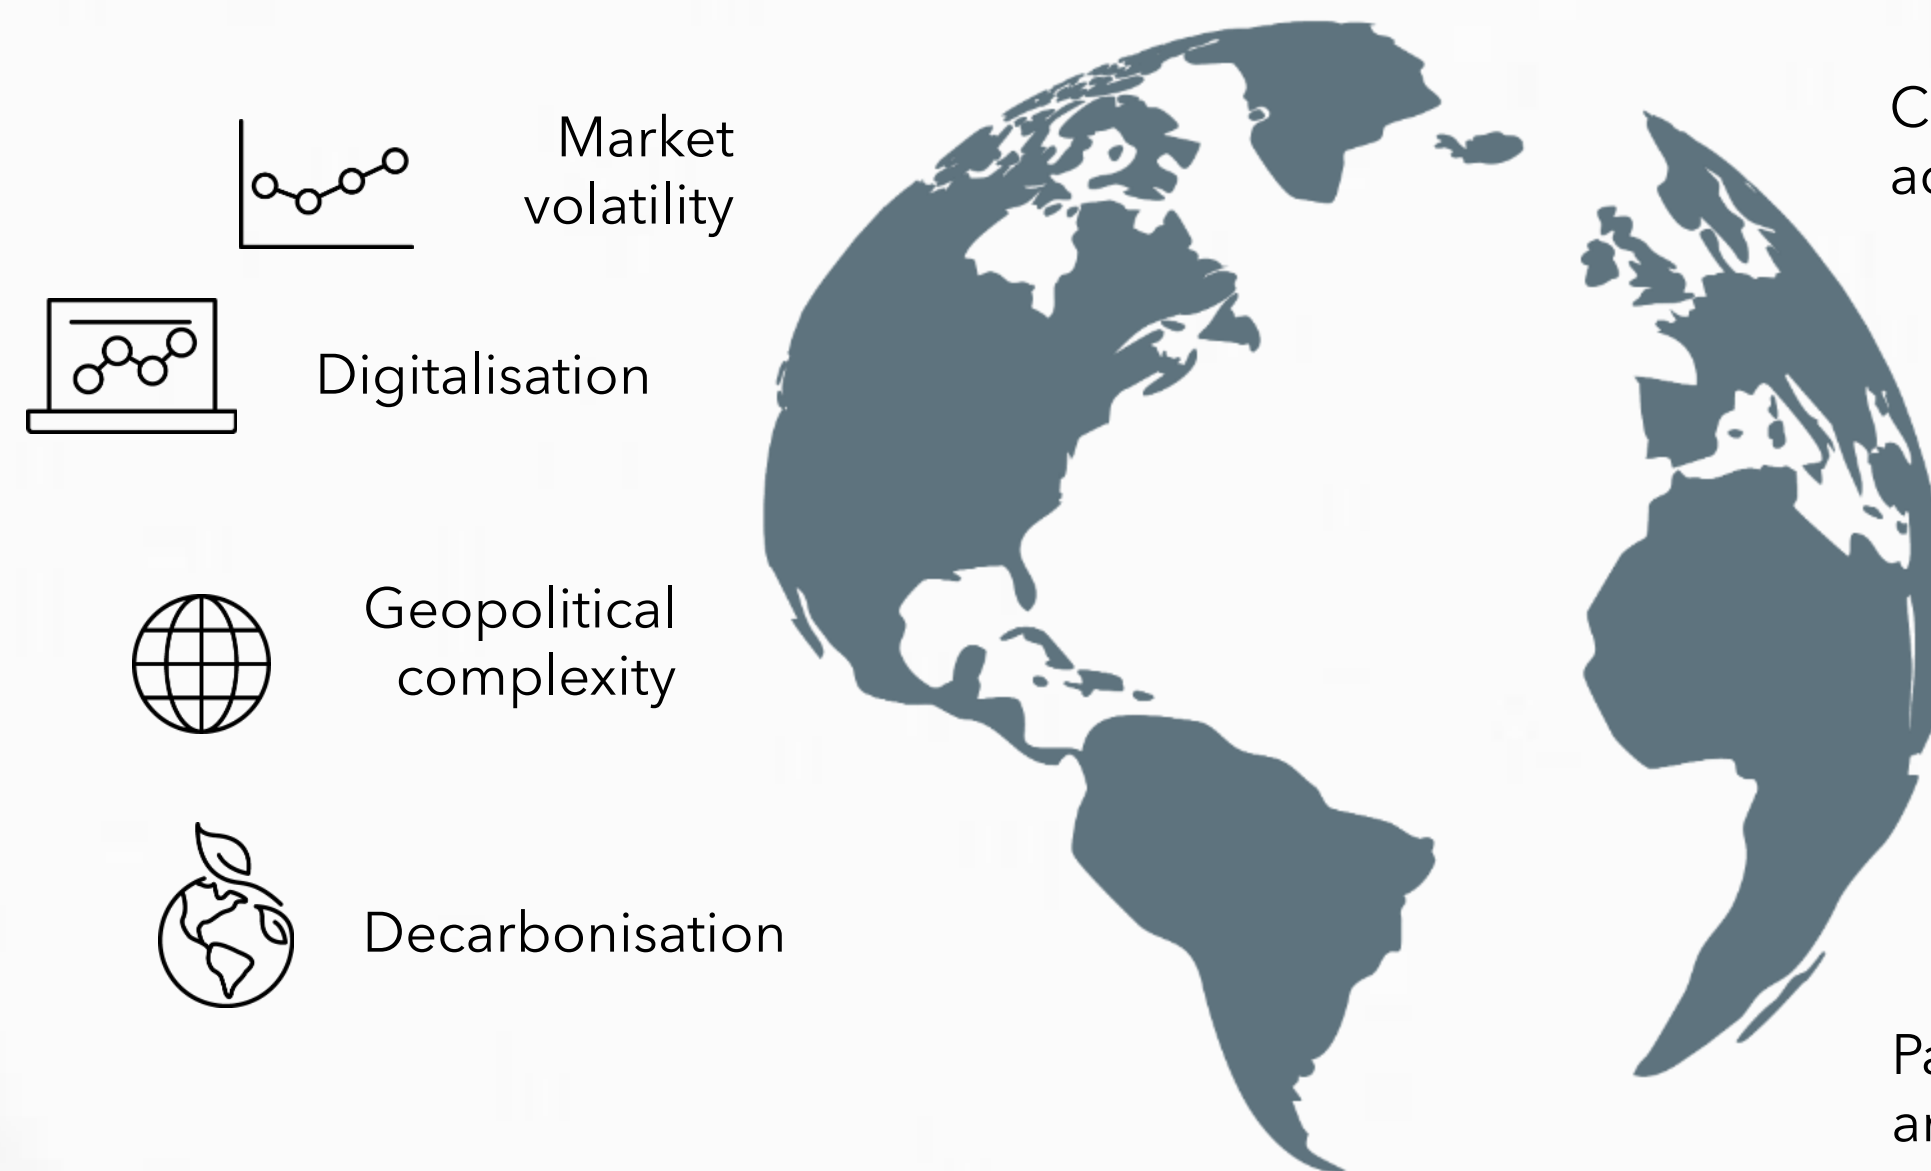 Market
volatility
Digitalisation
Geopolitical
complexity
Decarbonisation